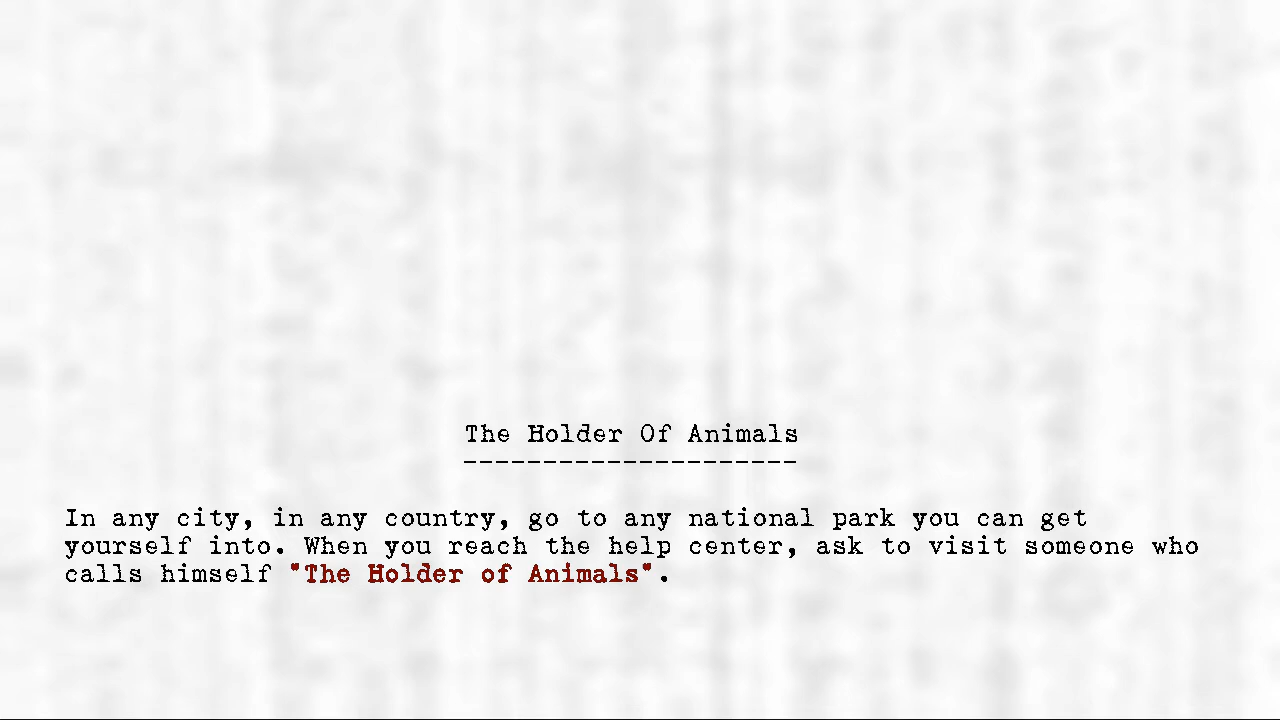 The Holder Of Animals
---------------------
In any city, in any country, go to any national park you can get
yourself into. When you reach the help center, ask to visit someone who
calls himself "The Holder of Animals".